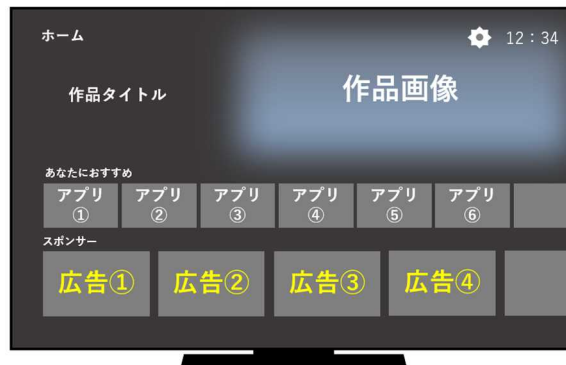 ホーム
12：34
作品タイトル
作品画像
あなたにおすすめ
アプリ① アプリ② アプリ③ アプリ④ アプリ⑤ アプリ⑥
スポンサー
広告① 広告② 広告③ 広告④